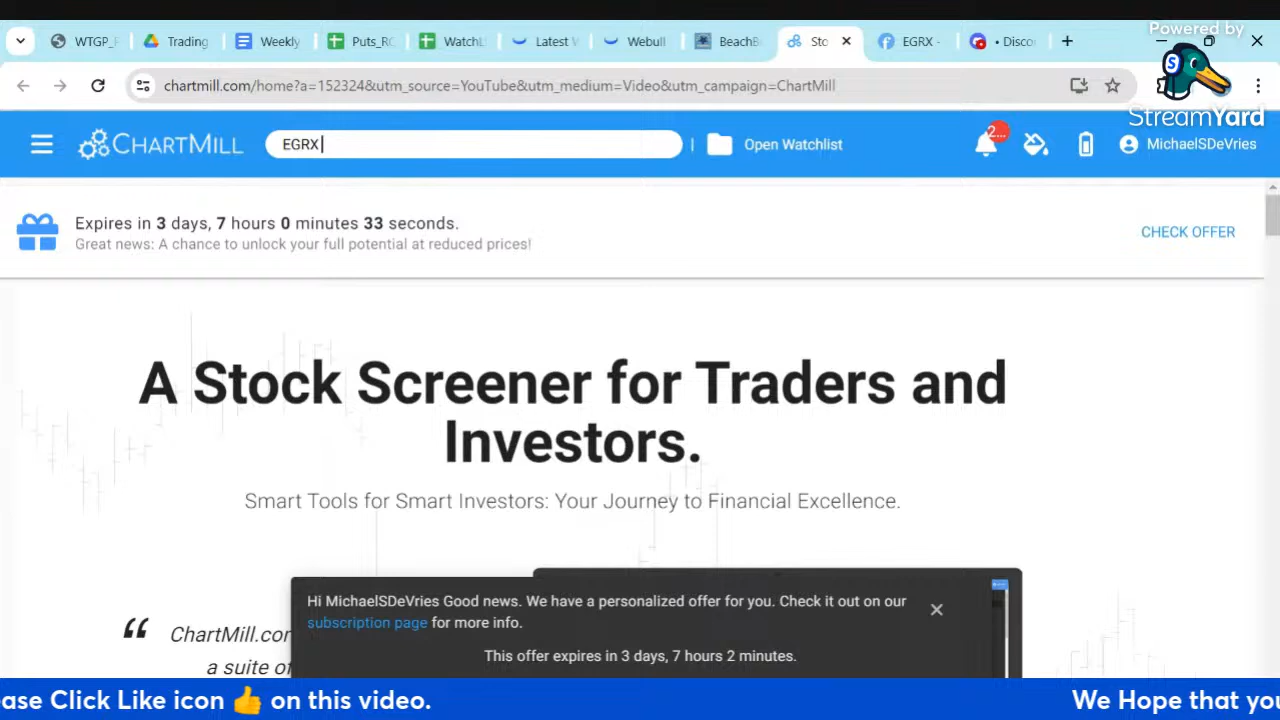 Powered by
StreamYard
WTGP_F
Trading
Weekly
Puts_RO
WatchL
Latest W
Webull
BeachB
Sto
EGRX -
• Disco
chartmill.com/home?a=152324&utm_source=YouTube&utm_medium=Video&utm_campaign=ChartMill
CHARTMILL
EGRX
Open Watchlist
2...
MichaelSDeVries
Expires in 3 days, 7 hours 0 minutes 33 seconds.
Great news: A chance to unlock your full potential at reduced prices!
CHECK OFFER
A Stock Screener for Traders and
Investors.
Smart Tools for Smart Investors: Your Journey to Financial Excellence.
Hi MichaelSDeVries Good news. We have a personalized offer for you. Check it out on our
subscription page for more info.
This offer expires in 3 days, 7 hours 2 minutes.
“ ChartMill.cor
a suite of
ease Click Like icon 👍 on this video.
We Hope that you